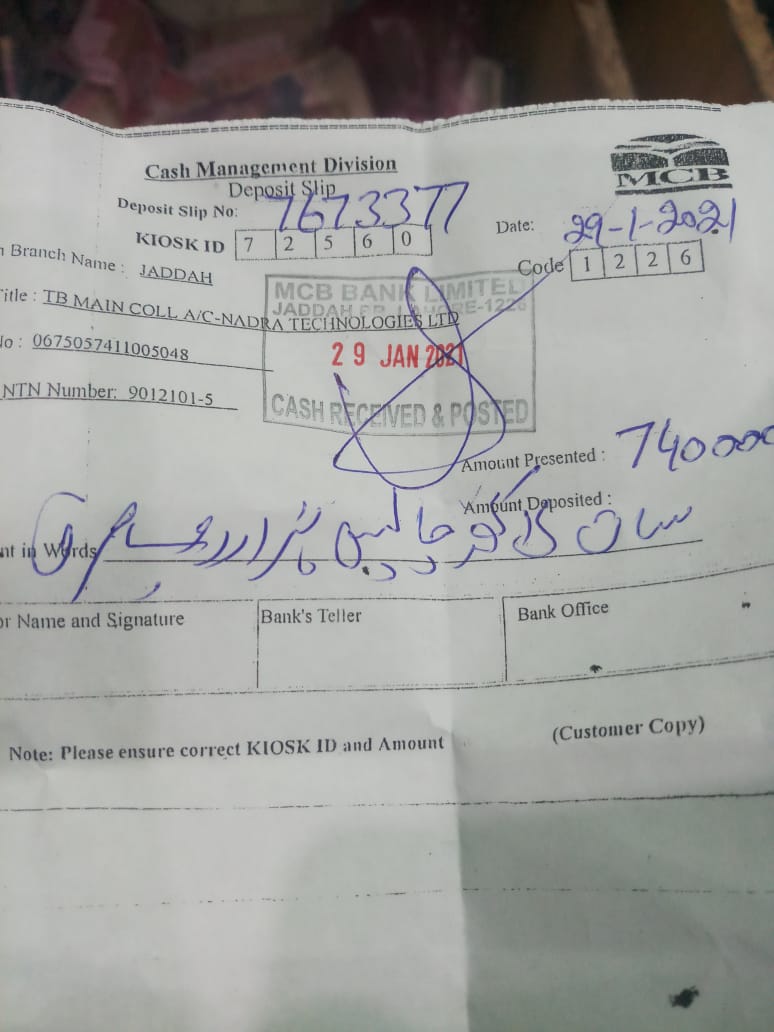 Cash Management Division
Deposit Slip
MCB
Deposit Slip No: 7673377
Date: 29-1-2021
KIOSK ID 7 2 5 6 0
Code 1 2 2 6
Branch Name : JADDAH
itle : TB MAIN COLL A/C-NADRA TECHNOLOGIES LTD
No : 0675057411005048
NTN Number: 9012101-5
MCB BANK LIMITED
JADDAH BR. LAHORE-1226
29 JAN 2021
CASH RECEIVED & POSTED
Amount Presented : 740000
Amount Deposited :
nt in Words سات لاکھ چالیس ہزار روپے
or Name and Signature
Bank's Teller
Bank Office
Note: Please ensure correct KIOSK ID and Amount
(Customer Copy)